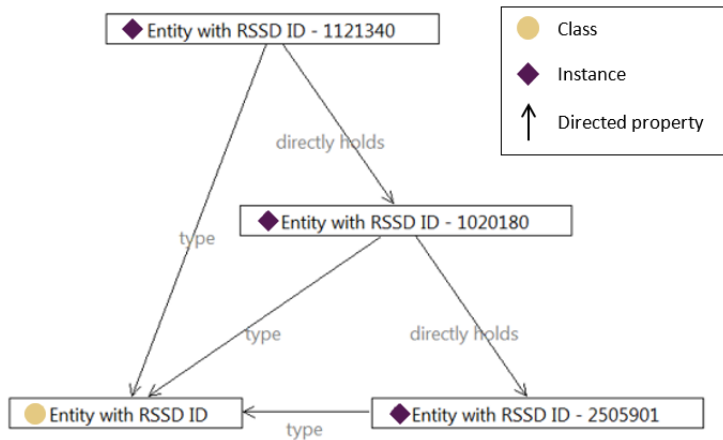 Entity with RSSD ID - 1121340
Class
Instance
Directed property
directly holds
Entity with RSSD ID - 1020180
type
type
directly holds
Entity with RSSD ID
Entity with RSSD ID - 2505901
type